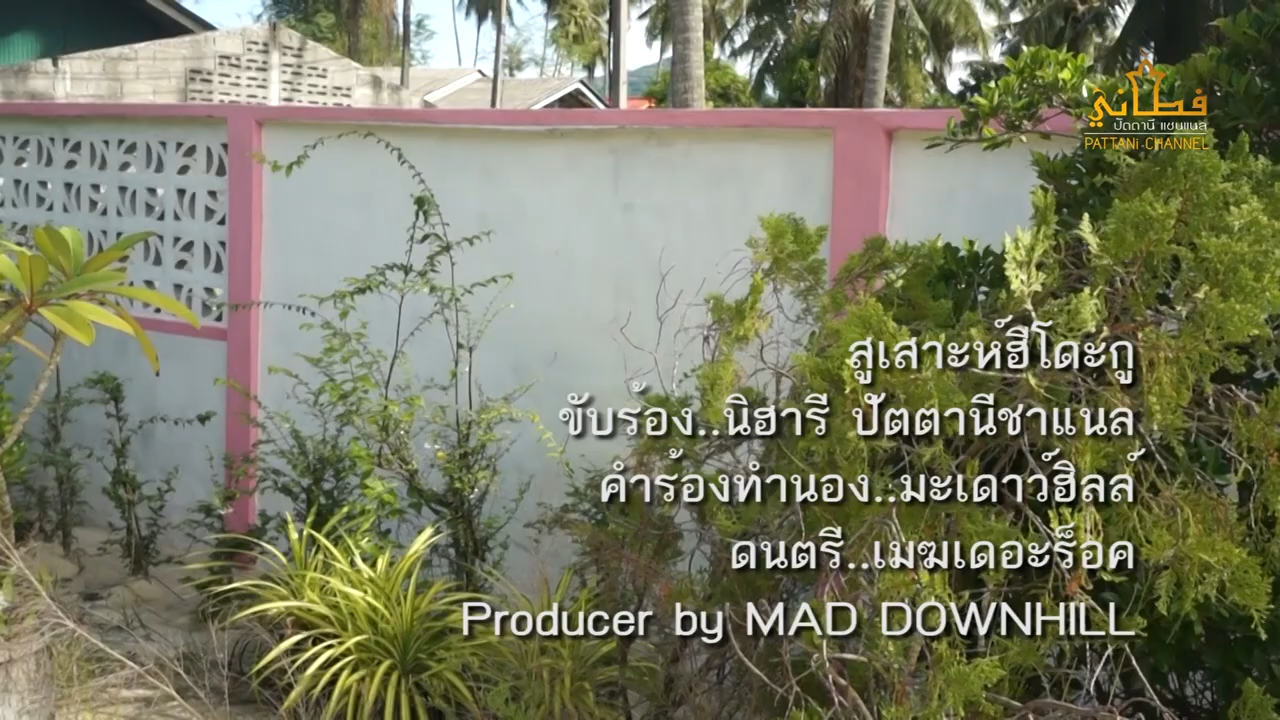 فطاني
ปัตตานี แชนแนล
PATTANi CHANNEL
สูเสาะห์ฮีโดะกู
ขับร้อง..นิฮารี ปัตตานีชาแนล
คำร้องทำนอง..มะเดาว์ฮิลล์
ดนตรี..เมฆเดอะร็อค
Producer by MAD DOWNHILL